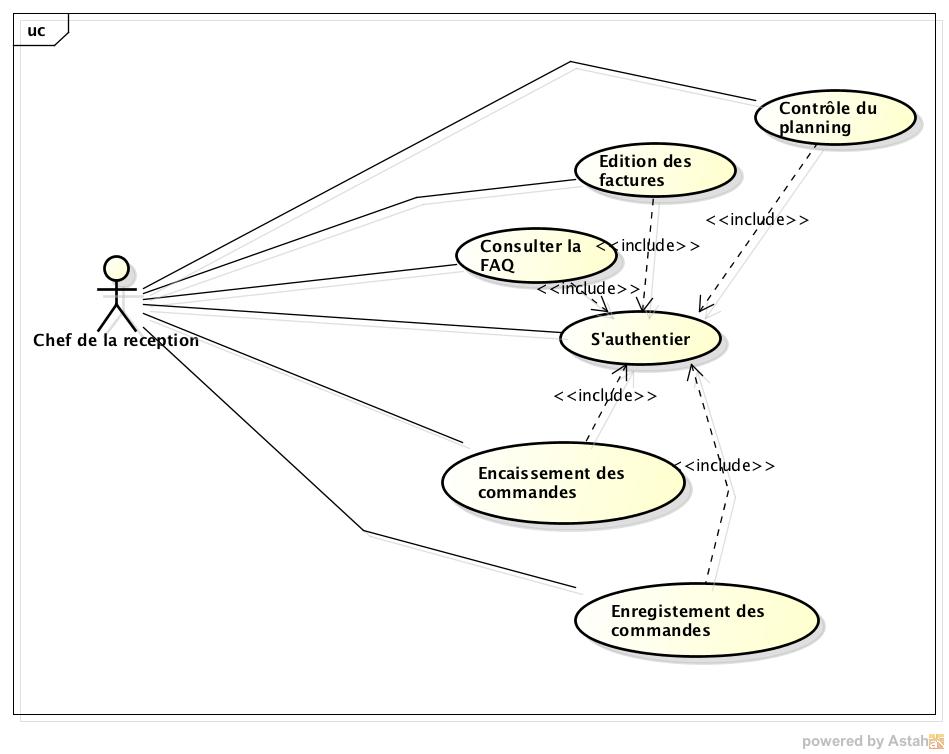 uc
Contrôle du
planning
Edition des
factures
<<include>>
Consulter la
FAQ
<<include>>
<<include>>
S'authentier
Chef de la reception
<<include>>
<<include>>
Encaissement des
commandes
Enregistement des
commandes
powered by Astah